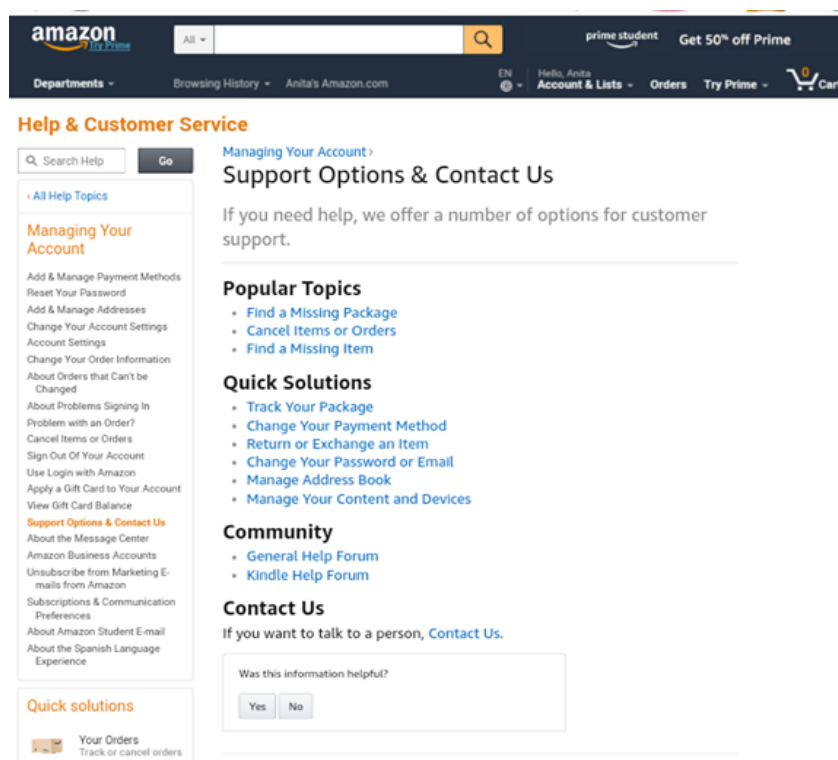 amazon
Try Prime
All
prime student
Get 50% off Prime
Departments
Browsing History
Anita's Amazon.com
EN
Hello, Anita
Account & Lists
Orders
Try Prime
0
Cart
Help & Customer Service
Search Help
Go
‹ All Help Topics
Managing Your
Account
Add & Manage Payment Methods
Reset Your Password
Add & Manage Addresses
Change Your Account Settings
Account Settings
Change Your Order Information
About Orders that Can't be
Changed
About Problems Signing In
Problem with an Order?
Cancel Items or Orders
Sign Out Of Your Account
Use Login with Amazon
Apply a Gift Card to Your Account
View Gift Card Balance
Support Options & Contact Us
About the Message Center
Amazon Business Accounts
Unsubscribe from Marketing E-
mails from Amazon
Subscriptions & Communication
Preferences
About Amazon Student E-mail
About the Spanish Language
Experience
Quick solutions
Your Orders
Track or cancel orders
Managing Your Account ›
Support Options & Contact Us
If you need help, we offer a number of options for customer
support.
Popular Topics
• Find a Missing Package
• Cancel Items or Orders
• Find a Missing Item
Quick Solutions
• Track Your Package
• Change Your Payment Method
• Return or Exchange an Item
• Change Your Password or Email
• Manage Address Book
• Manage Your Content and Devices
Community
• General Help Forum
• Kindle Help Forum
Contact Us
If you want to talk to a person, Contact Us.
Was this information helpful?
Yes
No